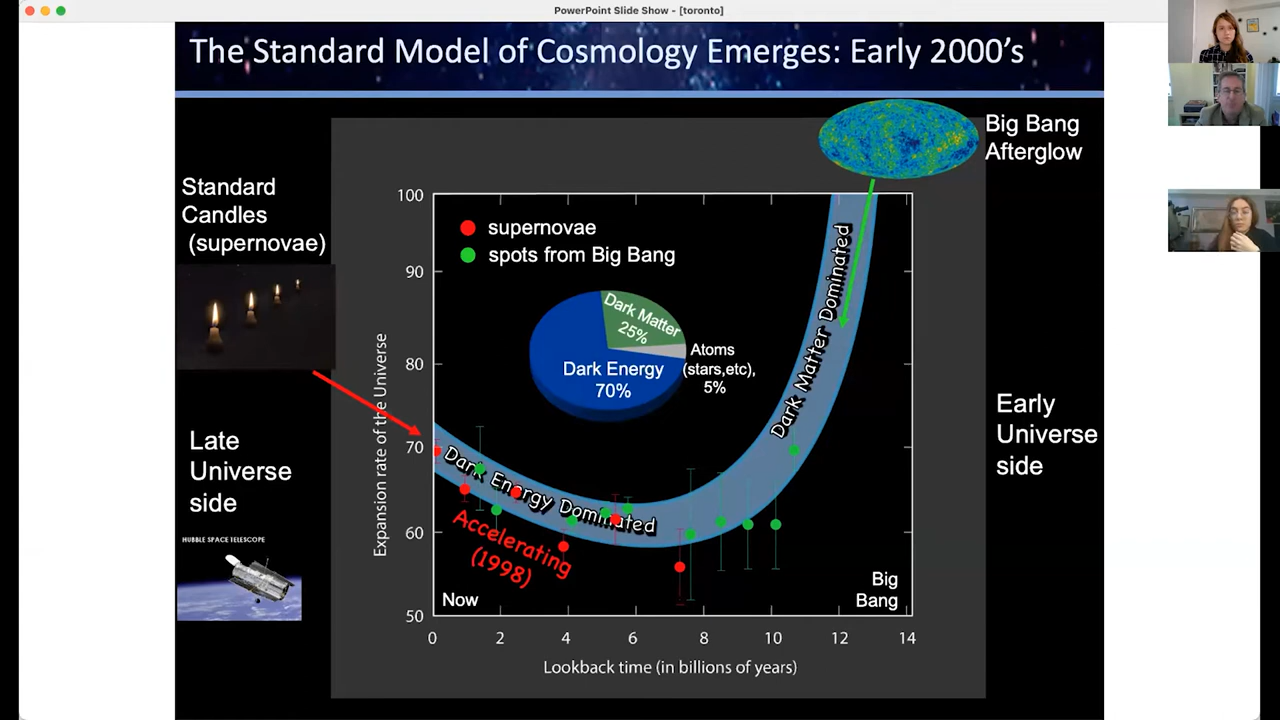 PowerPoint Slide Show - [toronto]
The Standard Model of Cosmology Emerges: Early 2000's
Big Bang
Afterglow
Standard
Candles
(supernovae)
Late
Universe
side
HUBBLE SPACE TELESCOPE
Expansion rate of the Universe
100
90
80
70
60
50
supernovae
spots from Big Bang
Dark Matter
25%
Dark Energy
70%
Atoms
(stars,etc),
5%
Dark Matter Dominated
Dark Energy Dominated
Accelerating
(1998)
Now
Big
Bang
0 2 4 6 8 10 12 14
Lookback time (in billions of years)
Early
Universe
side